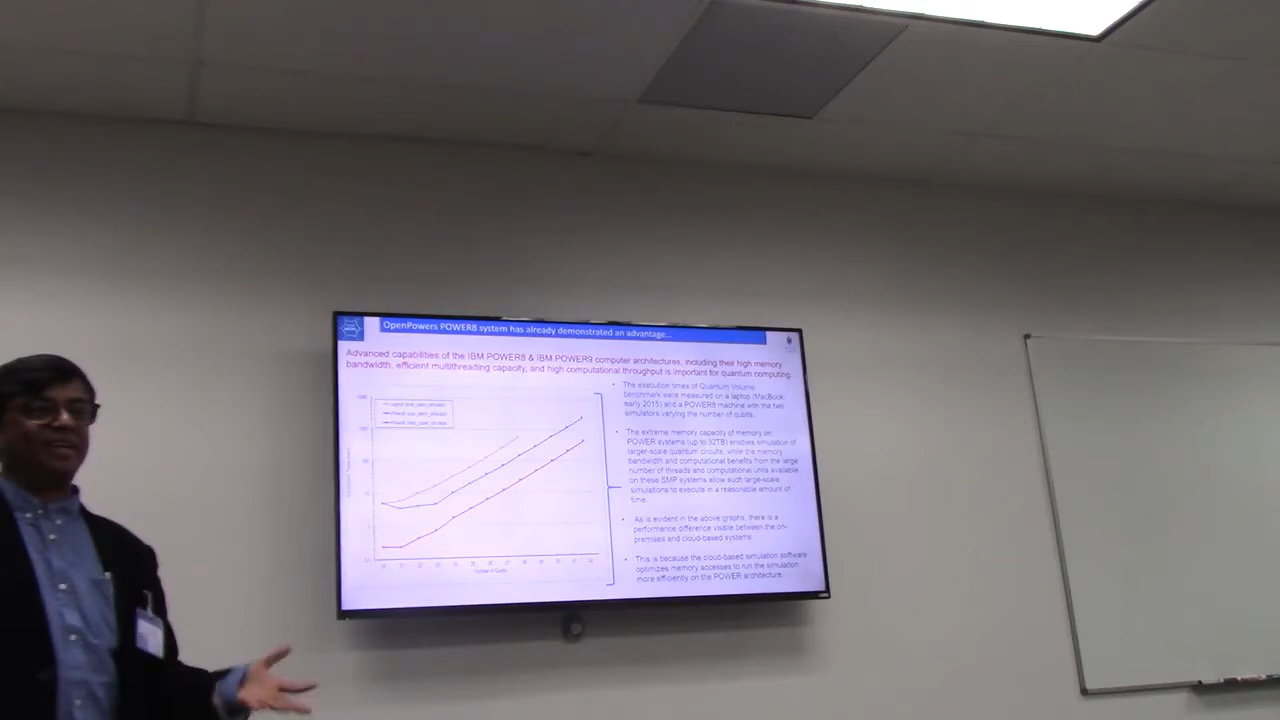 OpenPowers POWER8 system has already demonstrated an advantage...
Advanced capabilities of the IBM POWER8 & IBM POWER9 computer architectures, including their high memory
bandwidth, efficient multithreading capacity, and high computational throughput is important for quantum computing.
• The execution times of Quantum Volume
benchmark were measured on a laptop (MacBook,
early 2015) and a POWER8 machine with the two
simulators varying the number of qubits.
• The extreme memory capacity of memory on
POWER systems (up to 32TB) enables simulation of
larger-scale quantum circuits, while the memory
bandwidth and computational benefits from the large
number of threads and computational units available
on these SMP systems allow such large-scale
simulations to execute in a reasonable amount of
time.
• As is evident in the above graphs, there is a
performance difference visible between the on-
premises and cloud-based systems
• This is because the cloud-based simulation software
optimizes memory accesses to run the simulation
more efficiently on the POWER architecture.
Number of Qubits